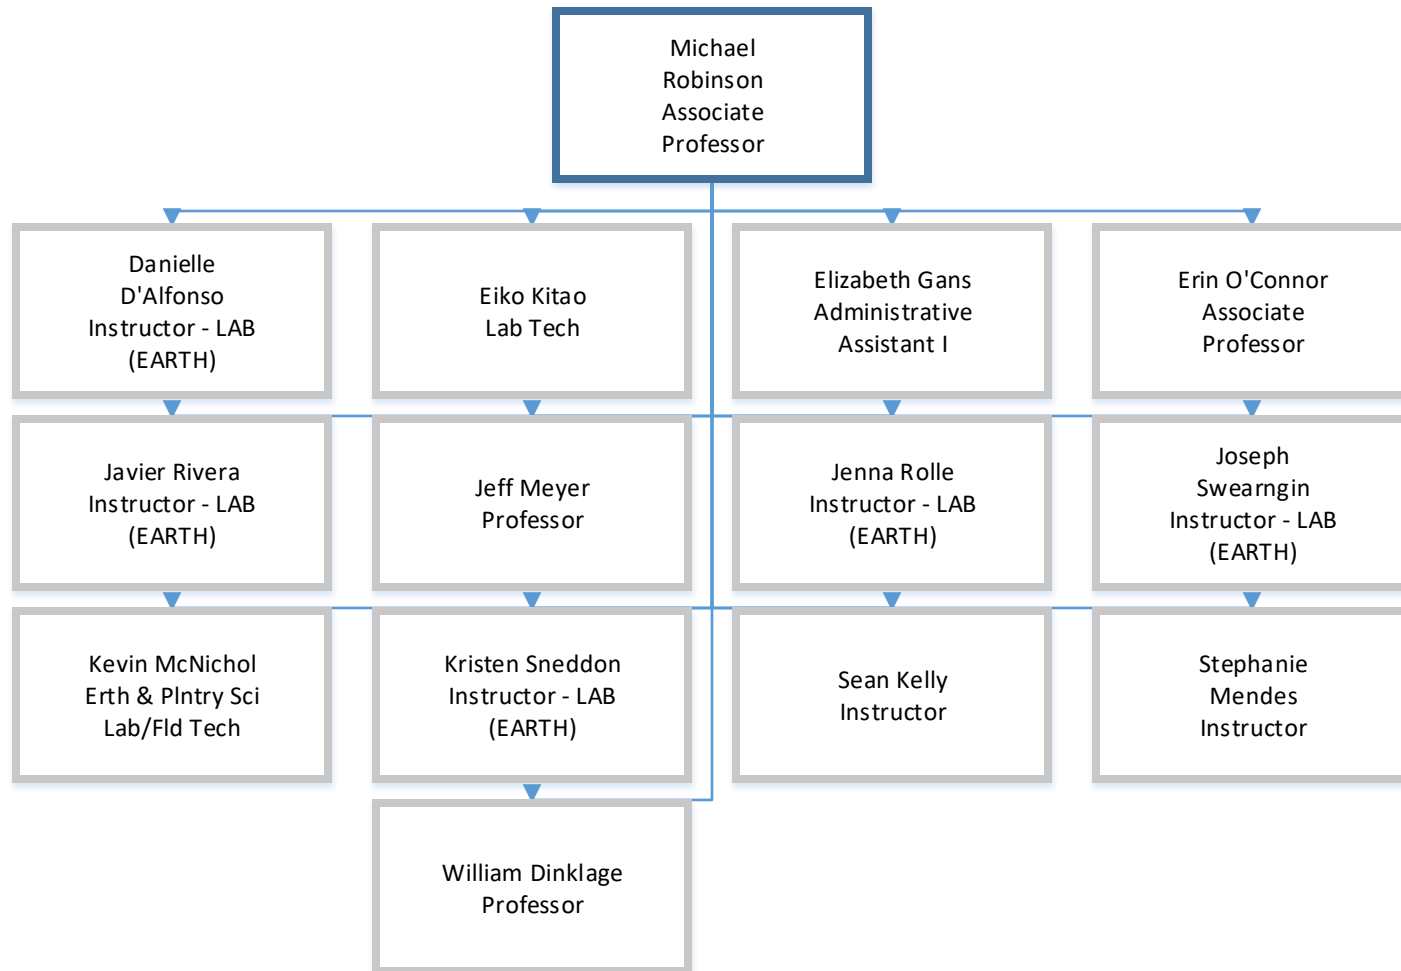 Michael
Robinson
Associate
Professor
Danielle
D'Alfonso
Instructor - LAB
(EARTH)
Eiko Kitao
Lab Tech
Elizabeth Gans
Administrative
Assistant I
Erin O'Connor
Associate
Professor
Javier Rivera
Instructor - LAB
(EARTH)
Jeff Meyer
Professor
Jenna Rolle
Instructor - LAB
(EARTH)
Joseph
Swearngin
Instructor - LAB
(EARTH)
Kevin McNichol
Erth & Plntry Sci
Lab/Fld Tech
Kristen Sneddon
Instructor - LAB
(EARTH)
Sean Kelly
Instructor
Stephanie
Mendes
Instructor
William Dinklage
Professor